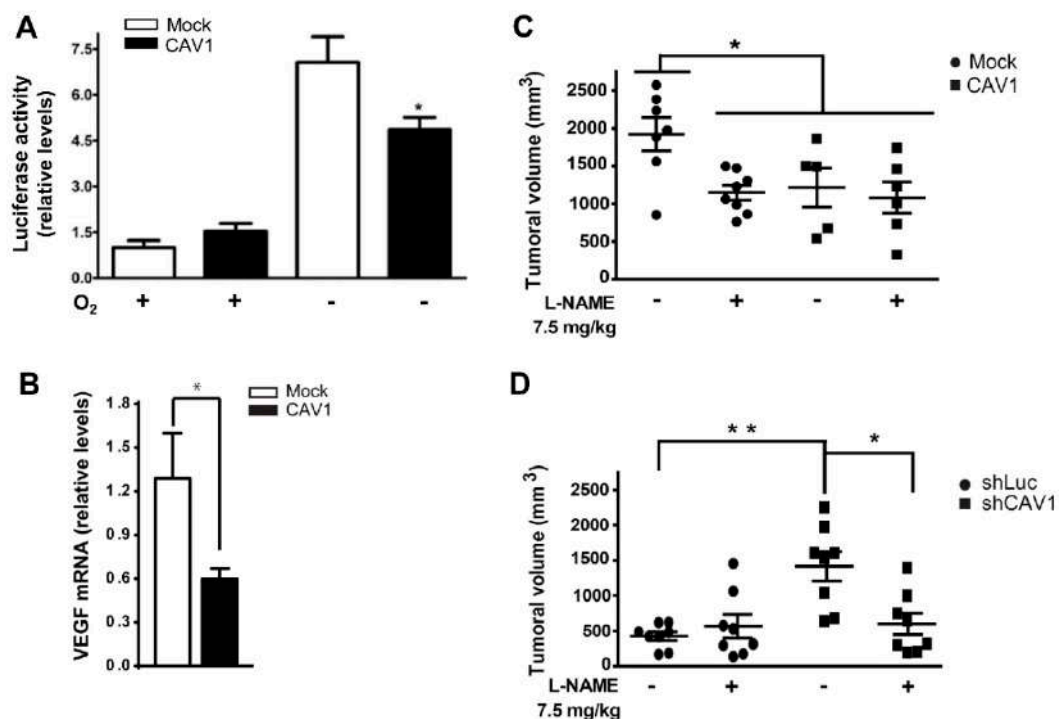 A
Mock
CAV1
Luciferase activity
(relative levels)
7.5
6.0
4.5
3.0
1.5
0.0
*
O2 + + - -
B
Mock
CAV1
VEGF mRNA (relative levels)
1.8
1.5
1.2
0.9
0.6
0.3
0.0
*
C
Mock
CAV1
*
Tumoral volume (mm3)
2500
2000
1500
1000
500
0
L-NAME - + - +
7.5 mg/kg
D
shLuc
shCAV1
* *
*
Tumoral volume (mm3)
2500
2000
1500
1000
500
0
L-NAME - + - +
7.5 mg/kg